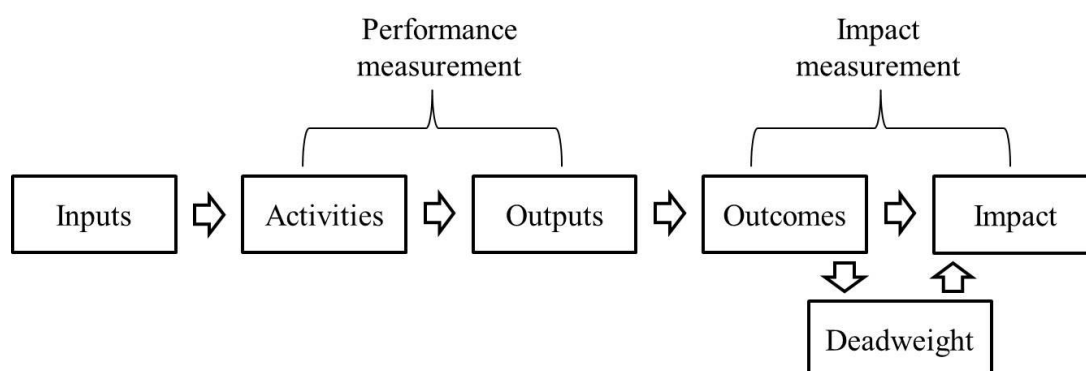 Performance
measurement
Impact
measurement
Inputs
Activities
Outputs
Outcomes
Impact
Deadweight